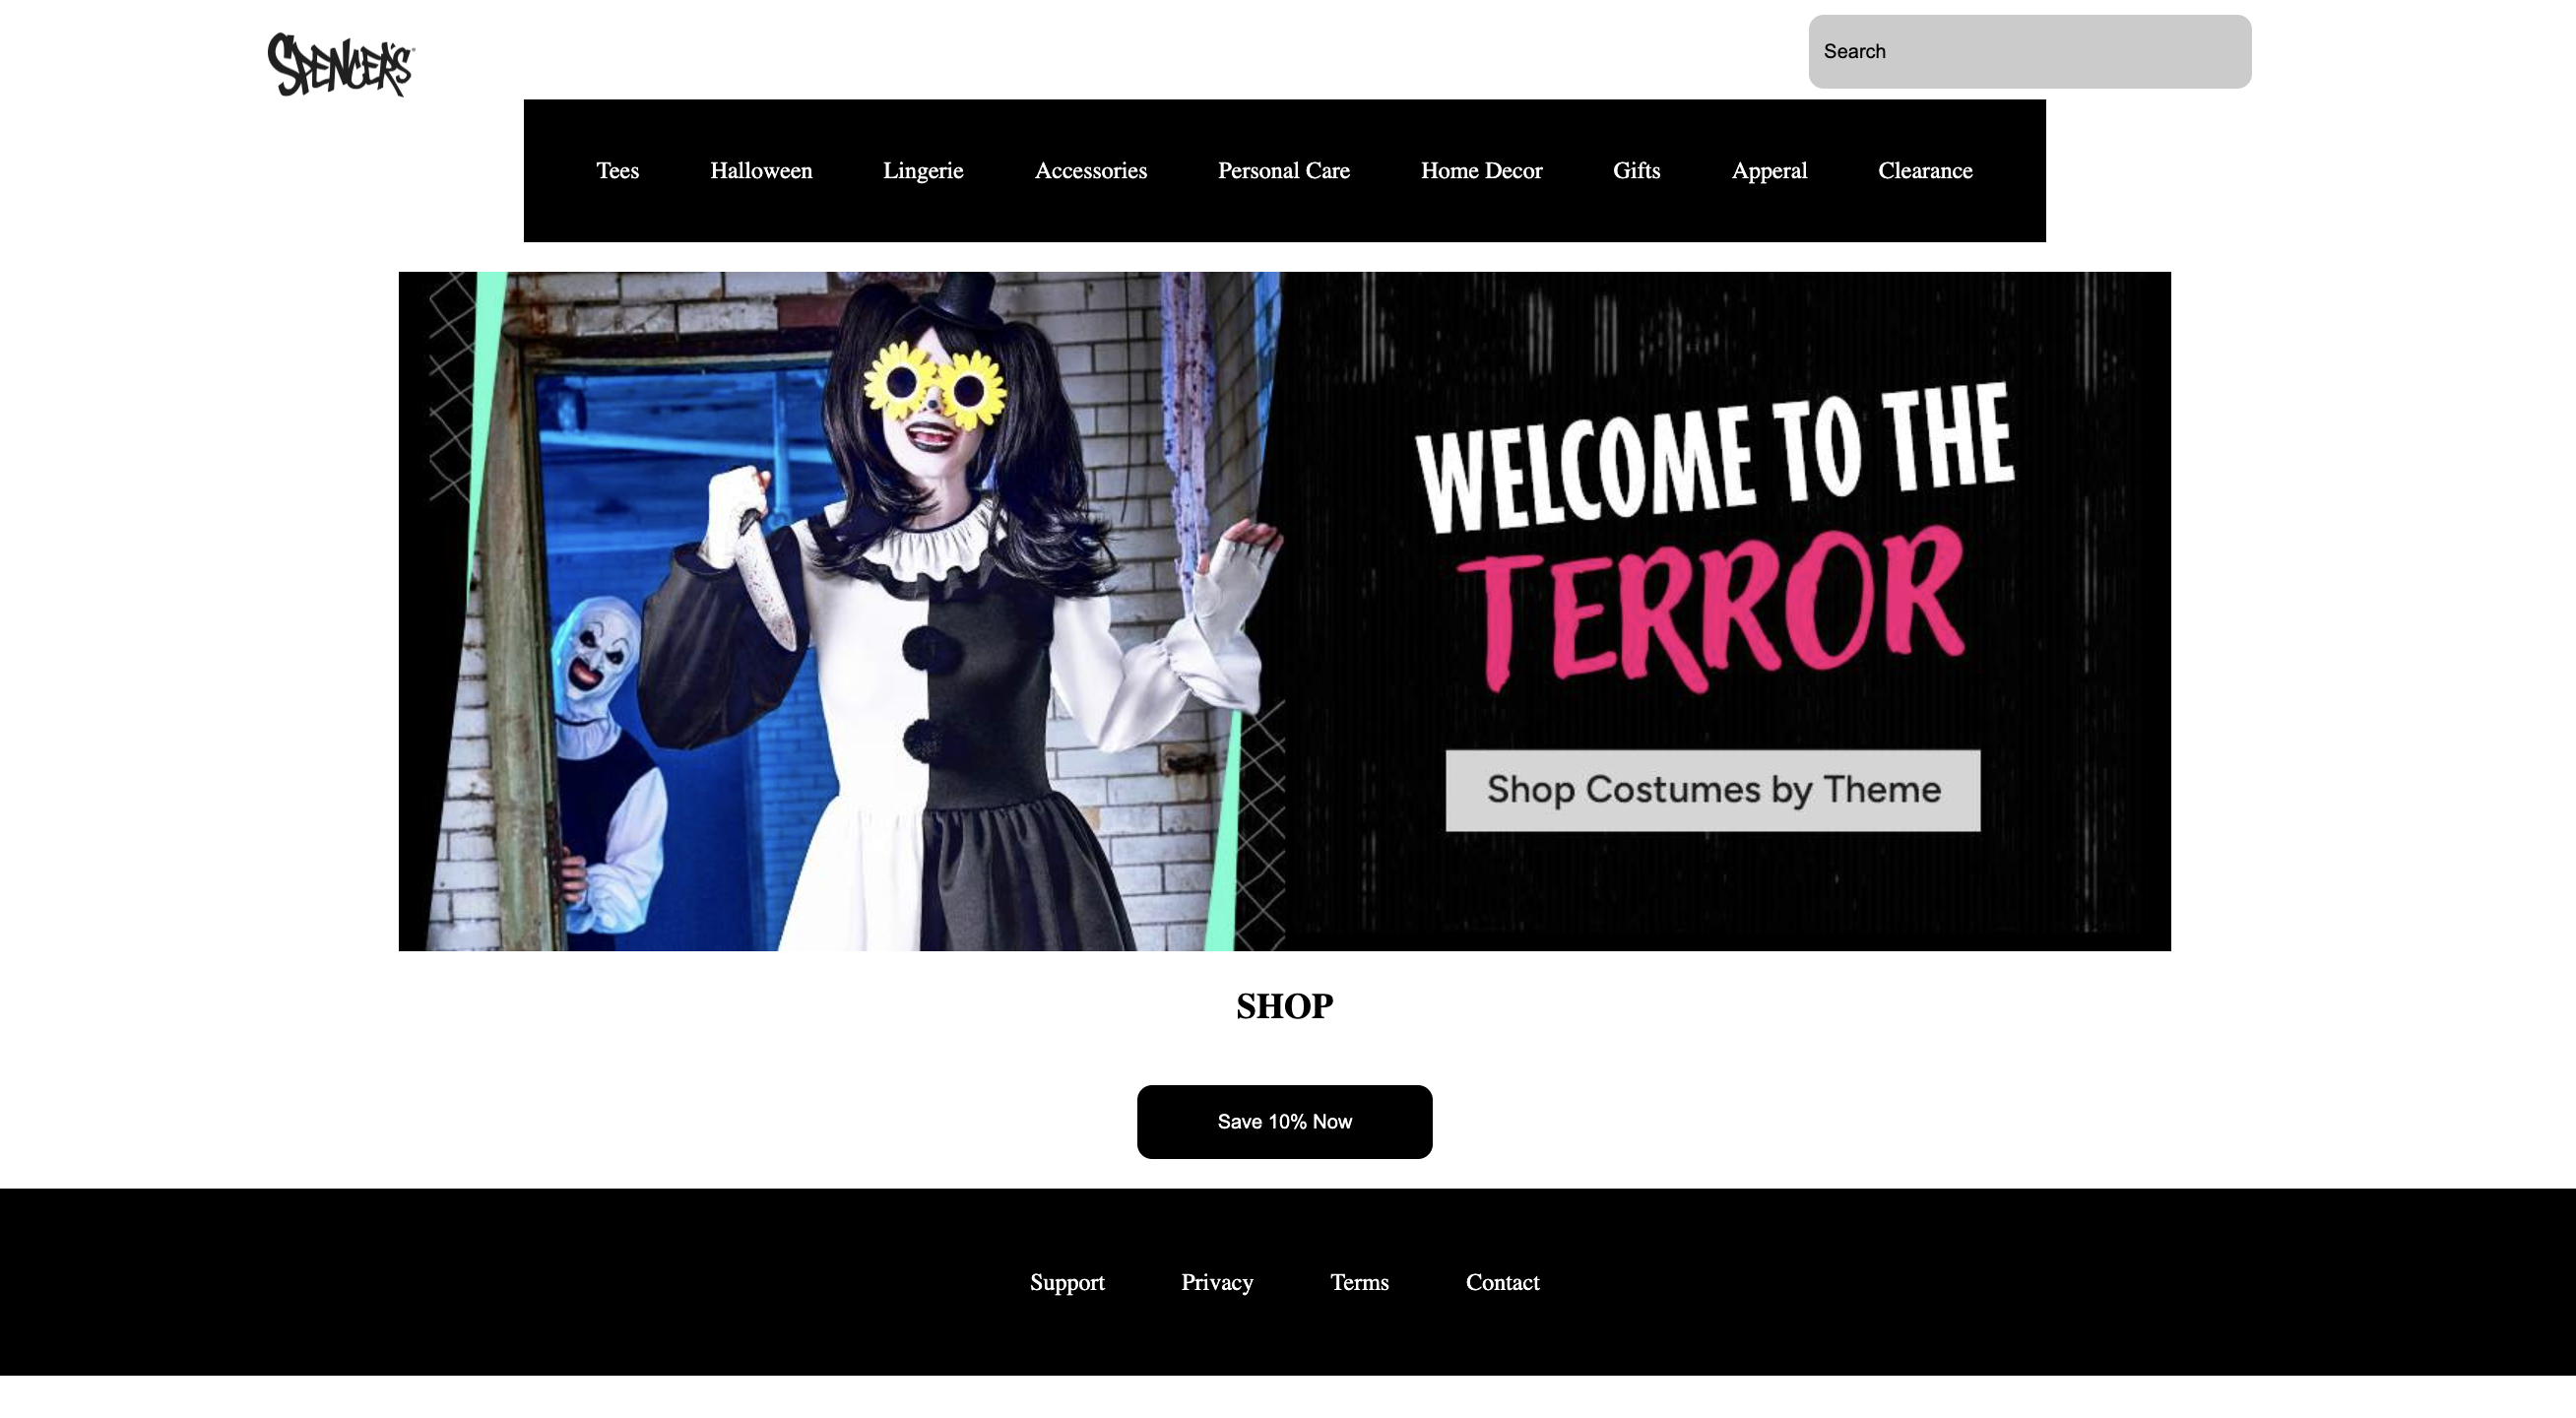 SPENCER'S
Search
Tees Halloween Lingerie Accessories Personal Care Home Decor Gifts Apperal Clearance
WELCOME TO THE
TERROR
Shop Costumes by Theme
SHOP
Save 10% Now
Support Privacy Terms Contact